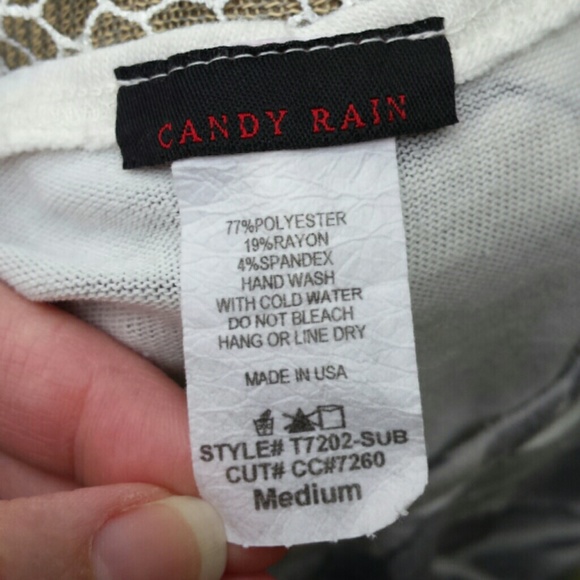 CANDY RAIN
77%POLYESTER
19%RAYON
4%SPANDEX
HAND WASH
WITH COLD WATER
DO NOT BLEACH
HANG OR LINE DRY
MADE IN USA
STYLE# T7202-SUB
CUT# CC#7260
Medium